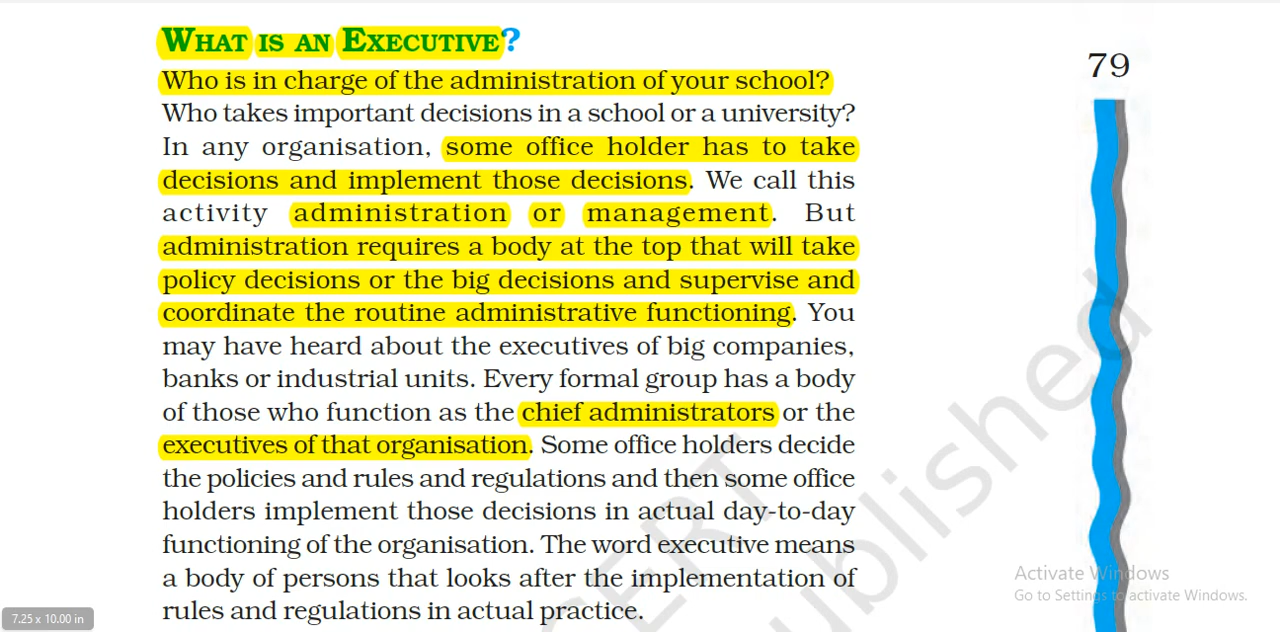 WHAT IS AN EXECUTIVE?
Who is in charge of the administration of your school?
79
Who takes important decisions in a school or a university?
In any organisation, some office holder has to take
decisions and implement those decisions. We call this
activity administration or management. But
administration requires a body at the top that will take
policy decisions or the big decisions and supervise and
coordinate the routine administrative functioning. You
may have heard about the executives of big companies,
banks or industrial units. Every formal group has a body
of those who function as the chief administrators or the
executives of that organisation. Some office holders decide
the policies and rules and regulations and then some office
holders implement those decisions in actual day-to-day
functioning of the organisation. The word executive means
a body of persons that looks after the implementation of
rules and regulations in actual practice.
Activate Windows
Go to Settings to activate Windows.
7.25 x 10.00 in